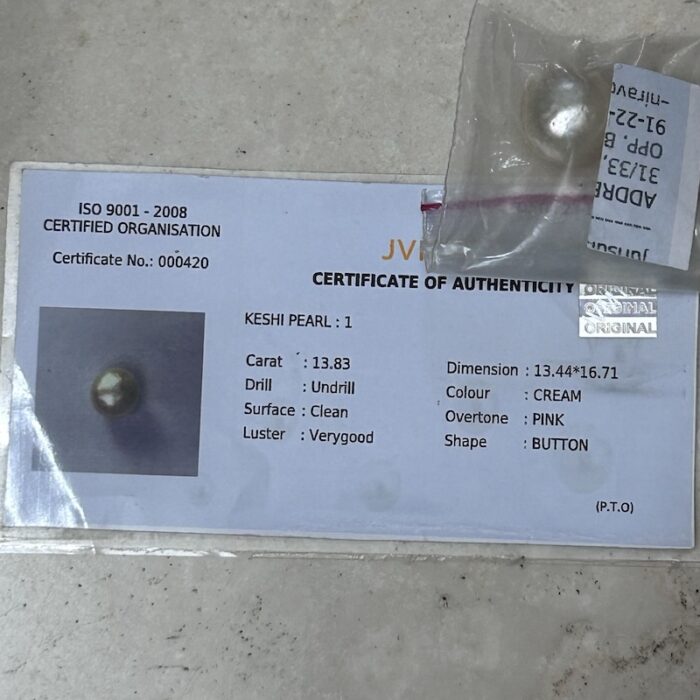 ISO 9001 - 2008
CERTIFIED ORGANISATION
Certificate No.: 000420
CERTIFICATE OF AUTHENTICITY
ORIGINAL
ORIGINAL
ORIGINAL
KESHI PEARL : 1
Carat : 13.83
Drill : Undrill
Surface : Clean
Luster : Verygood
Dimension : 13.44*16.71
Colour : CREAM
Overtone : PINK
Shape : BUTTON
(P.T.O)
ADDRE
31/33,
OPP. B
91-22-